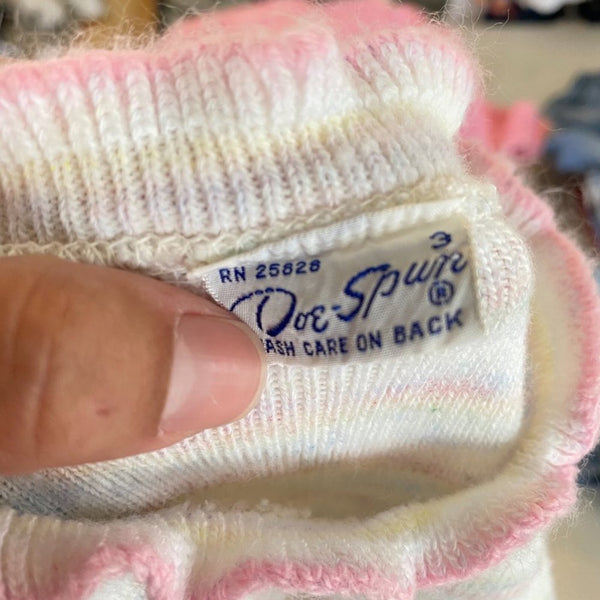 RN 25828
3
Doe-Spun
®
ASH CARE ON BACK